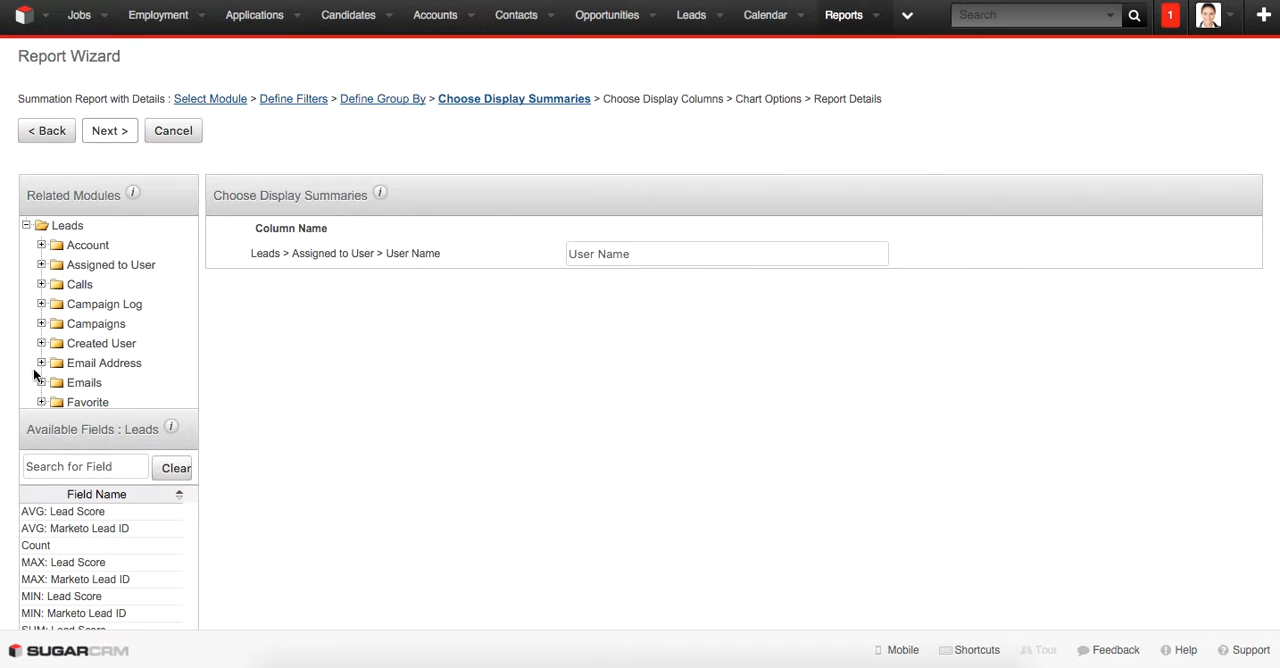 Jobs Employment Applications Candidates Accounts Contacts Opportunities Leads Calendar Reports Search 1
Report Wizard
Summation Report with Details : Select Module > Define Filters > Define Group By > Choose Display Summaries > Choose Display Columns > Chart Options > Report Details
< Back Next > Cancel
Related Modules i
Choose Display Summaries i
Leads
Account
Assigned to User
Calls
Campaign Log
Campaigns
Created User
Email Address
Emails
Favorite
Column Name
Leads > Assigned to User > User Name User Name
Available Fields : Leads i
Search for Field Clear
Field Name
AVG: Lead Score
AVG: Marketo Lead ID
Count
MAX: Lead Score
MAX: Marketo Lead ID
MIN: Lead Score
MIN: Marketo Lead ID
SUM: Lead Score
SUGARCRM Mobile Shortcuts Tour Feedback Help Support